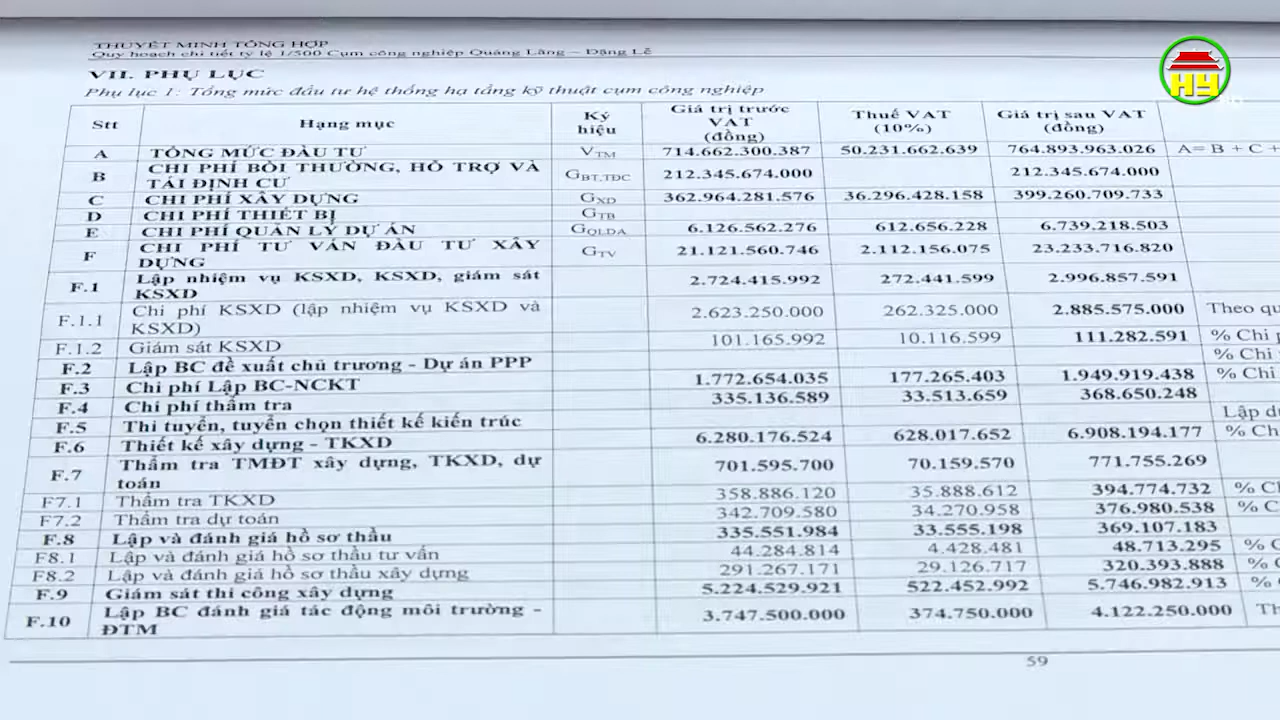 THUYẾT MINH TỔNG HỢP
Quy hoạch chi tiết tỷ lệ 1/500 Cụm công nghiệp Quảng Lãng – Đặng Lễ
VII. PHỤ LỤC
Phụ lục 1: Tổng mức đầu tư hệ thống hạ tầng kỹ thuật cụm công nghiệp
Stt Hạng mục Ký hiệu Giá trị trước VAT (đồng) Thuế VAT (10%) Giá trị sau VAT (đồng)
A TỔNG MỨC ĐẦU TƯ VTM 714.662.300.387 50.231.662.639 764.893.963.026 A= B + C +
B CHI PHÍ BỒI THƯỜNG, HỖ TRỢ VÀ TÁI ĐỊNH CƯ GBT,TDC 212.345.674.000 212.345.674.000
C CHI PHÍ XÂY DỰNG GXD 362.964.281.576 36.296.428.158 399.260.709.733
D CHI PHÍ THIẾT BỊ GTB
E CHI PHÍ QUẢN LÝ DỰ ÁN GQLDA 6.126.562.276 612.656.228 6.739.218.503
F CHI PHÍ TƯ VẤN ĐẦU TƯ XÂY DỰNG GTV 21.121.560.746 2.112.156.075 23.233.716.820
F.1 Lập nhiệm vụ KSXD, KSXD, giám sát KSXD 2.724.415.992 272.441.599 2.996.857.591
F.1.1 Chi phí KSXD (lập nhiệm vụ KSXD và KSXD) 2.623.250.000 262.325.000 2.885.575.000 Theo qu
F.1.2 Giám sát KSXD 101.165.992 10.116.599 111.282.591 % Chi p
F.2 Lập BC đề xuất chủ trương - Dự án PPP % Chi
F.3 Chi phí Lập BC-NCKT 1.772.654.035 177.265.403 1.949.919.438 % Chi
F.4 Chi phí thẩm tra 335.136.589 33.513.659 368.650.248
F.5 Thi tuyển, tuyển chọn thiết kế kiến trúc Lập d
F.6 Thiết kế xây dựng - TKXD 6.280.176.524 628.017.652 6.908.194.177 % Ch
F.7 Thẩm tra TMĐT xây dựng, TKXD, dự toán 701.595.700 70.159.570 771.755.269
F7.1 Thẩm tra TKXD 358.886.120 35.888.612 394.774.732 % Ch
F7.2 Thẩm tra dự toán 342.709.580 34.270.958 376.980.538 % C
F.8 Lập và đánh giá hồ sơ thầu 335.551.984 33.555.198 369.107.183
F8.1 Lập và đánh giá hồ sơ thầu tư vấn 44.284.814 4.428.481 48.713.295 % C
F8.2 Lập và đánh giá hồ sơ thầu xây dựng 291.267.171 29.126.717 320.393.888 % C
F.9 Giám sát thi công xây dựng 5.224.529.921 522.452.992 5.746.982.913 %
F.10 Lập BC đánh giá tác động môi trường - ĐTM 3.747.500.000 374.750.000 4.122.250.000 Th
59
HY